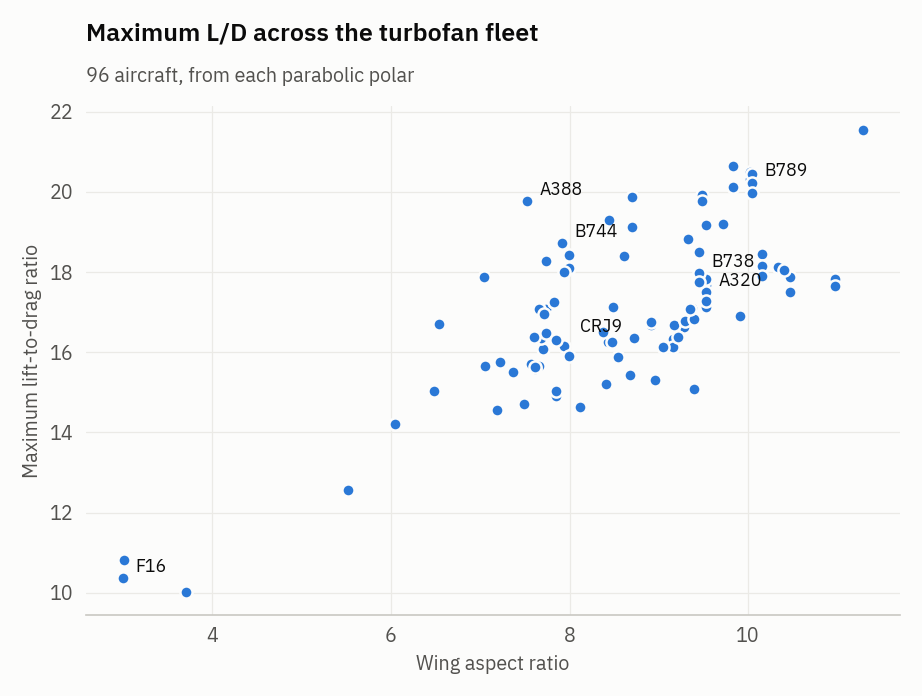 Maximum L/D across the turbofan fleet
96 aircraft, from each parabolic polar
Maximum lift-to-drag ratio
22
20
18
16
14
12
10
A388
B789
B744
B738
A320
CRJ9
F16
4
6
8
10
Wing aspect ratio